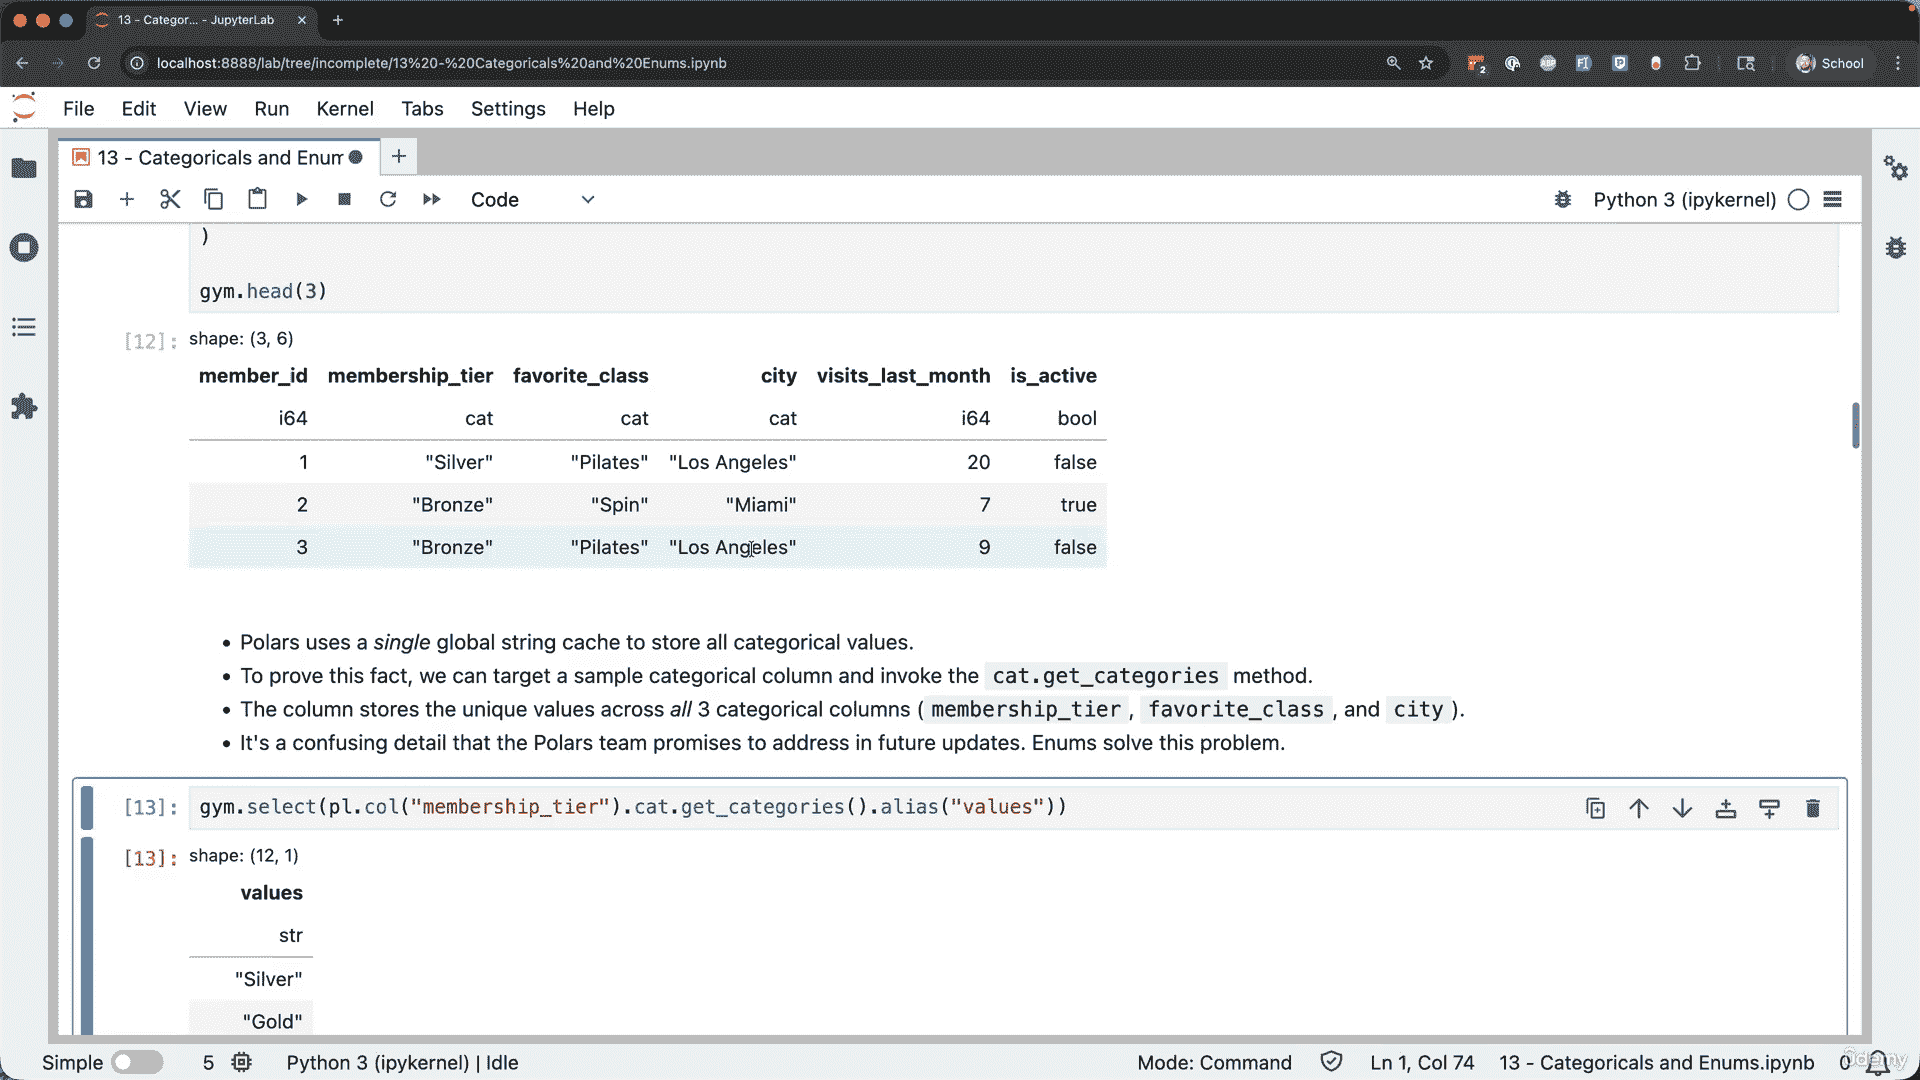 13 - Categor... - JupyterLab
localhost:8888/lab/tree/incomplete/13%20-%20Categoricals%20and%20Enums.ipynb
2
ABP
School
File Edit View Run Kernel Tabs Settings Help
13 - Categoricals and Enum
Code
Python 3 (ipykernel)
)
gym.head(3)
[12]: shape: (3, 6)
member_id membership_tier favorite_class city visits_last_month is_active
i64 cat cat cat i64 bool
1 "Silver" "Pilates" "Los Angeles" 20 false
2 "Bronze" "Spin" "Miami" 7 true
3 "Bronze" "Pilates" "Los Angeles" 9 false
• Polars uses a single global string cache to store all categorical values.
• To prove this fact, we can target a sample categorical column and invoke the cat.get_categories method.
• The column stores the unique values across all 3 categorical columns ( membership_tier , favorite_class , and city ).
• It's a confusing detail that the Polars team promises to address in future updates. Enums solve this problem.
[13]: gym.select(pl.col("membership_tier").cat.get_categories().alias("values"))
[13]: shape: (12, 1)
values
str
"Silver"
"Gold"
Simple 5 Python 3 (ipykernel) | Idle Mode: Command Ln 1, Col 74 13 - Categoricals and Enums.ipynb 0